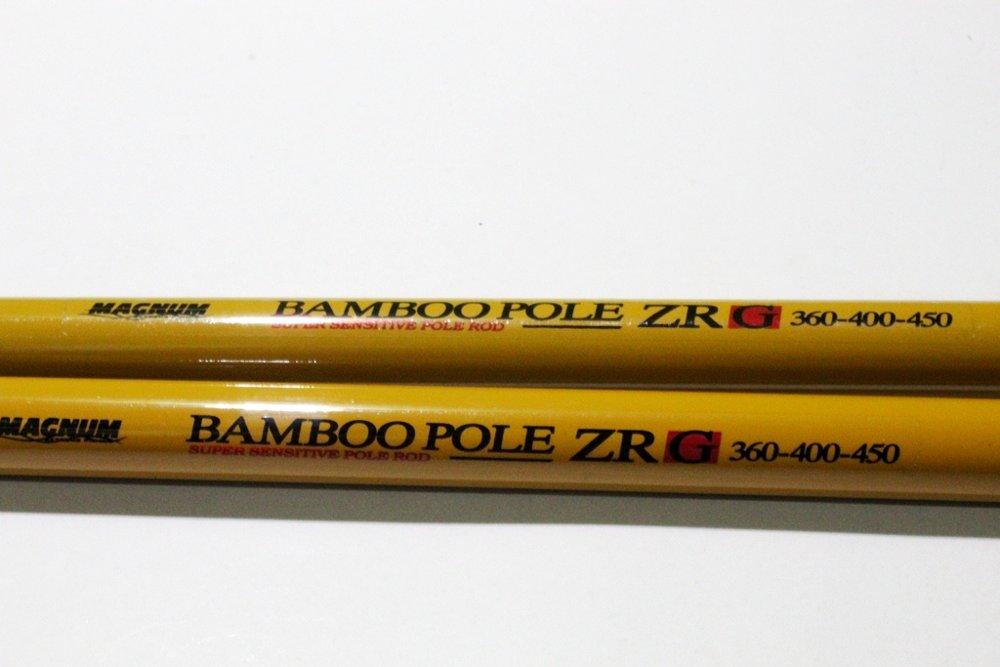 MAGNUM BAMBOO POLE ZR G 360-400-450
SUPER SENSITIVE POLE ROD
MAGNUM BAMBOO POLE ZR G 360-400-450
SUPER SENSITIVE POLE ROD